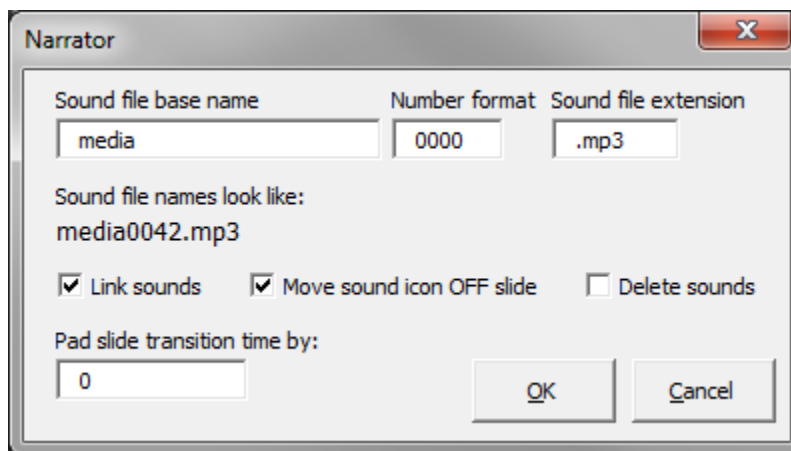 Narrator
Sound file base name Number format Sound file extension
media 0000 .mp3
Sound file names look like:
media0042.mp3
Link sounds Move sound icon OFF slide Delete sounds
Pad slide transition time by:
0
OK Cancel